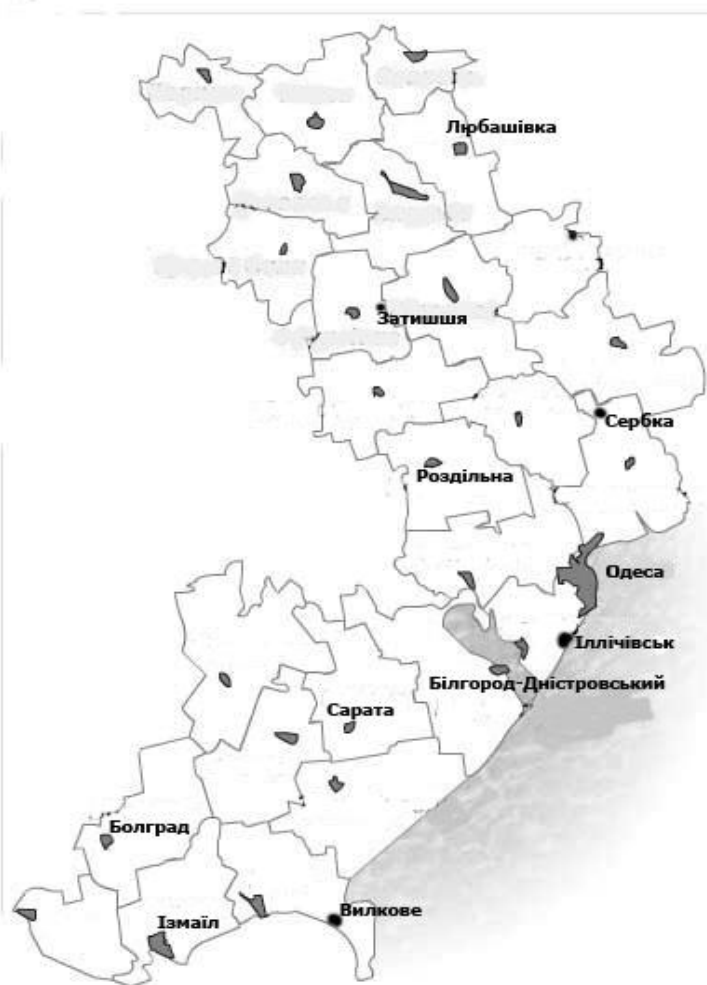 Любашівка
Затишшя
Сербка
Роздільна
Одеса
Іллічівськ
Білгород-Дністровський
Сарата
Болград
Вилкове
Ізмаїл